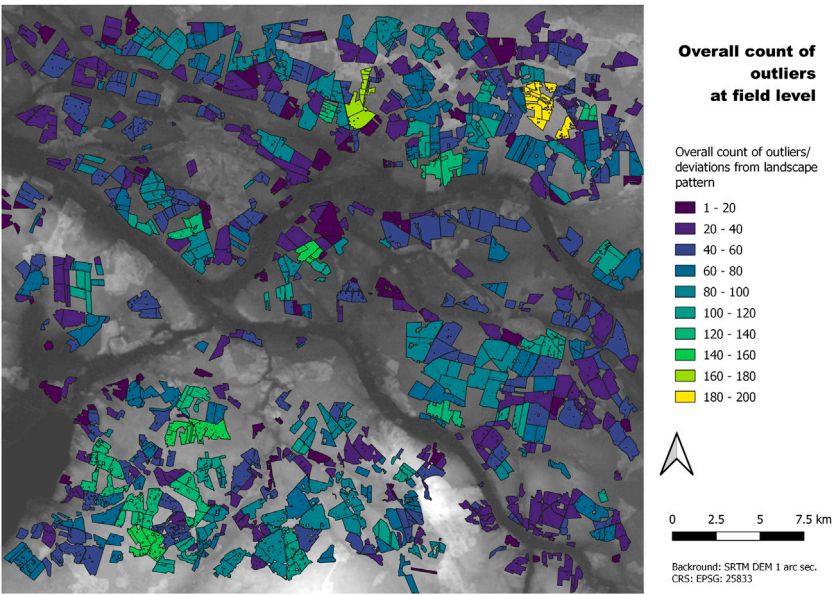 Overall count of
outliers
at field level
Overall count of outliers/
deviations from landscape
pattern
1 - 20
20 - 40
40 - 60
60 - 80
80 - 100
100 - 120
120 - 140
140 - 160
160 - 180
180 - 200
0 2.5 5 7.5 km
Backround: SRTM DEM 1 arc sec.
CRS: EPSG: 25833